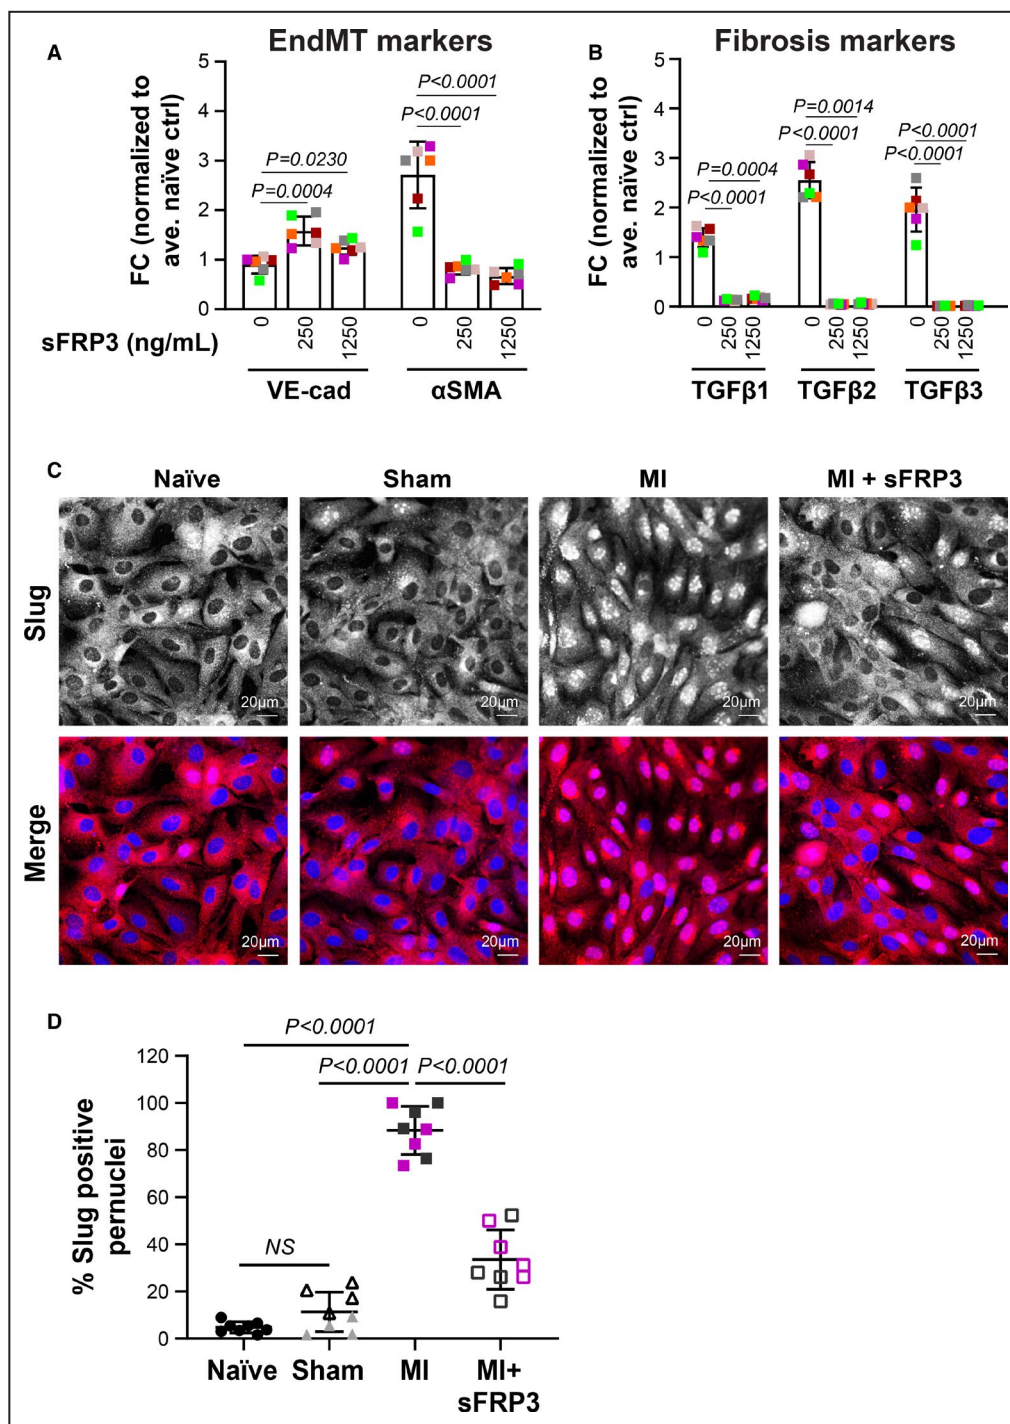 A
EndMT markers
FC (normalized to
ave. naïve ctrl)
5
4
3
2
1
0
P=0.0230
P=0.0004
P<0.0001
P<0.0001
0
250
1250
0
250
1250
sFRP3 (ng/mL)
VE-cad
αSMA
B
Fibrosis markers
FC (normalized to
ave. naïve ctrl)
5
4
3
2
1
0
P=0.0004
P<0.0001
P=0.0014
P<0.0001
P<0.0001
P<0.0001
0
250
1250
0
250
1250
0
250
1250
TGFβ1
TGFβ2
TGFβ3
C
Naïve
Sham
MI
MI + sFRP3
Slug
20µm
20µm
20µm
20µm
Merge
20µm
20µm
20µm
20µm
D
% Slug positive
pernuclei
120
100
80
60
40
20
0
P<0.0001
P<0.0001
P<0.0001
NS
Naïve
Sham
MI
MI+
sFRP3